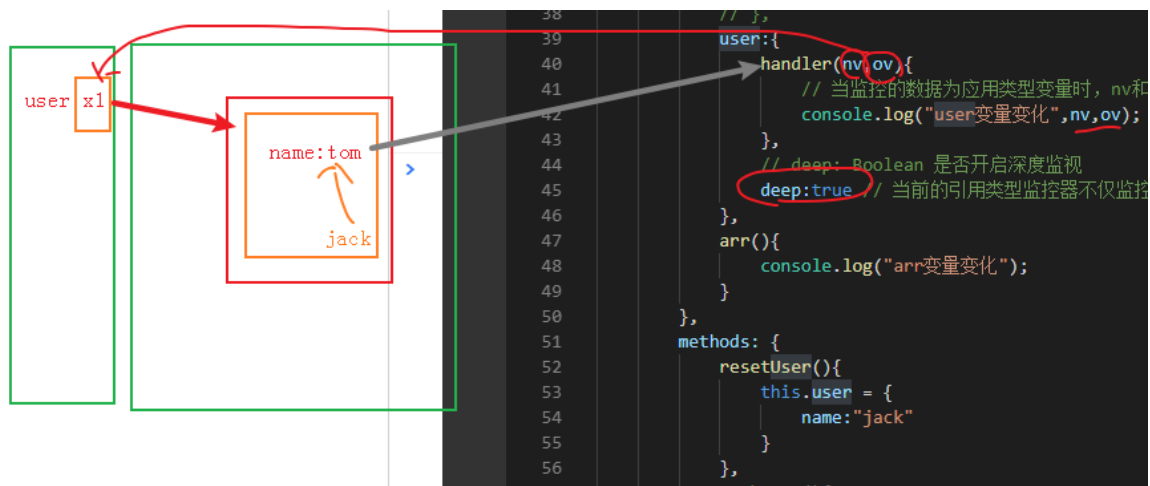 user x1
name:tom
jack
38 // },
39 user:{
40 handler(nv,ov){
41 // 当监控的数据为应用类型变量时，nv和
42 console.log("user变量变化",nv,ov);
43 },
44 // deep: Boolean 是否开启深度监视
45 deep:true // 当前的引用类型监控器不仅监控
46 },
47 arr(){
48 console.log("arr变量变化");
49 }
50 },
51 methods: {
52 resetUser(){
53 this.user = {
54 name:"jack"
55 }
56 },